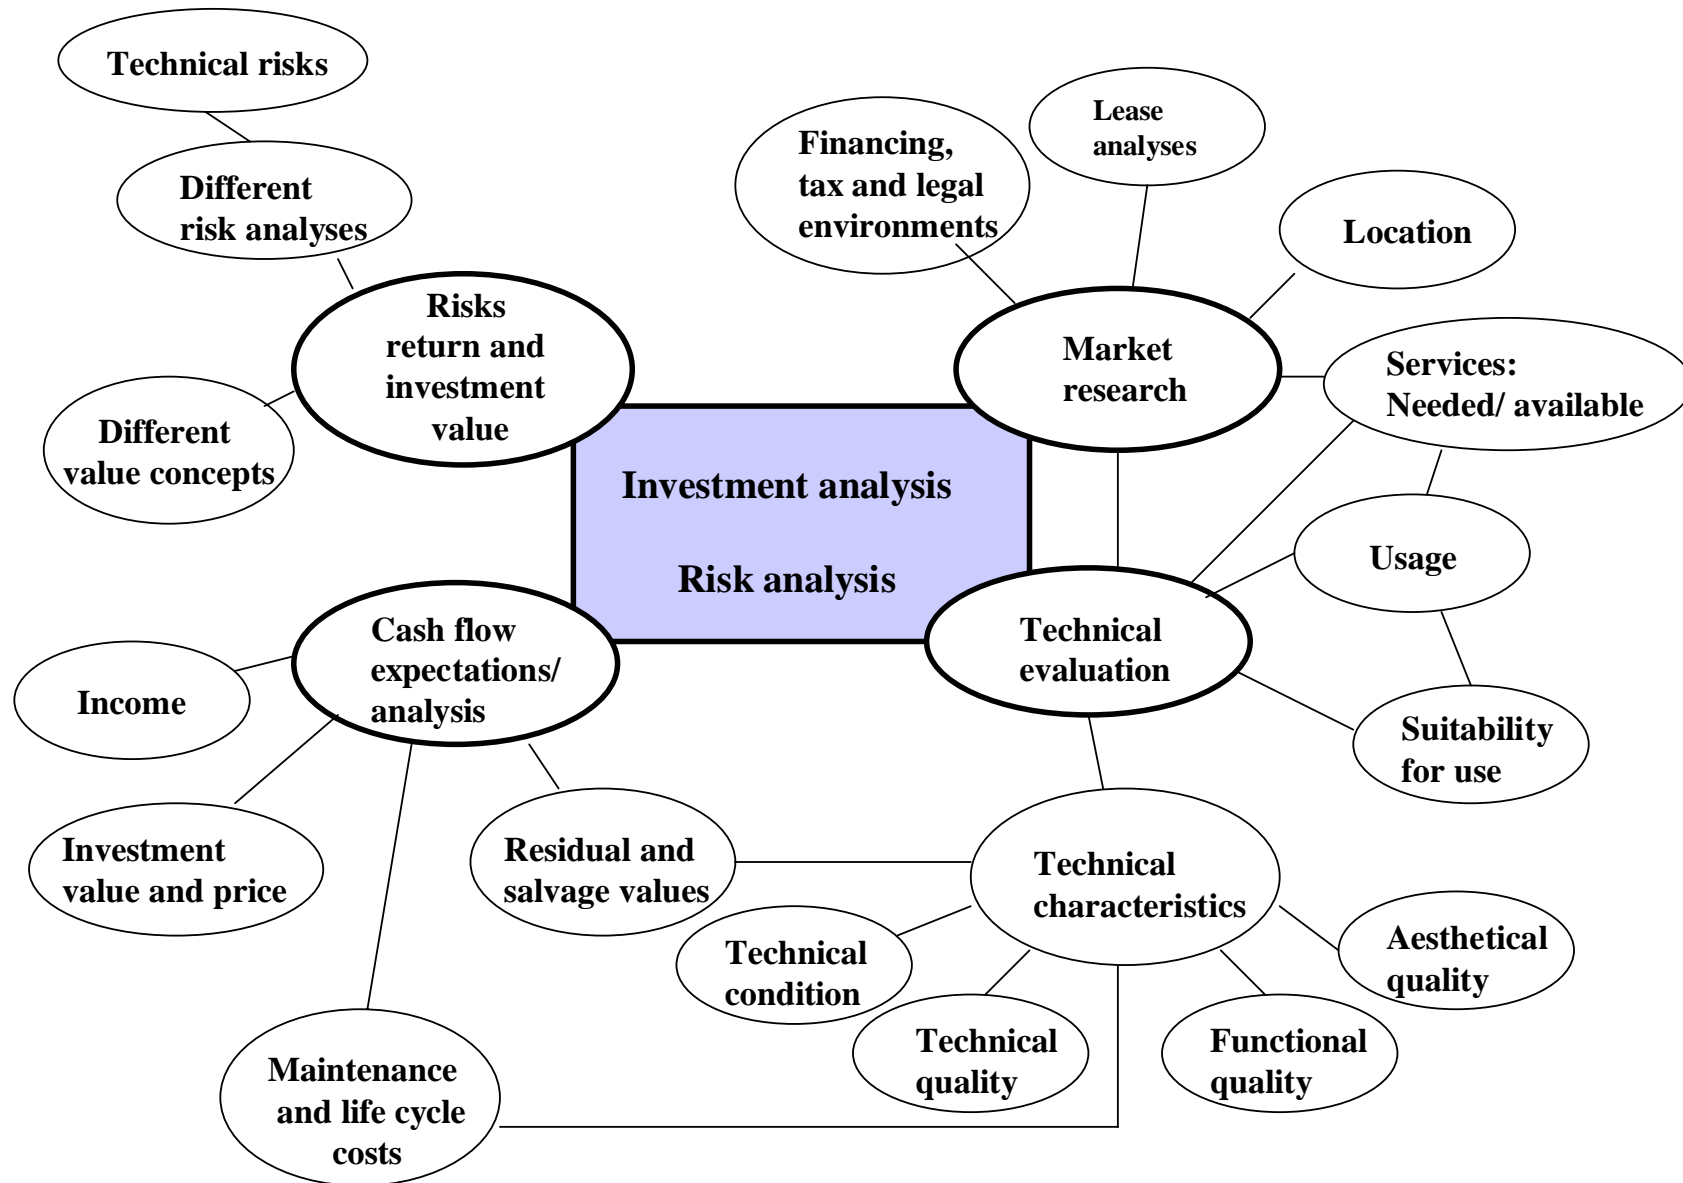 Technical risks
Different
risk analyses
Risks
return and
investment
value
Different
value concepts
Financing,
tax and legal
environments
Lease
analyses
Location
Market
research
Services:
Needed/ available
Investment analysis
Risk analysis
Usage
Cash flow
expectations/
analysis
Technical
evaluation
Income
Suitability
for use
Investment
value and price
Residual and
salvage values
Technical
characteristics
Technical
condition
Aesthetical
quality
Technical
quality
Functional
quality
Maintenance
and life cycle
costs